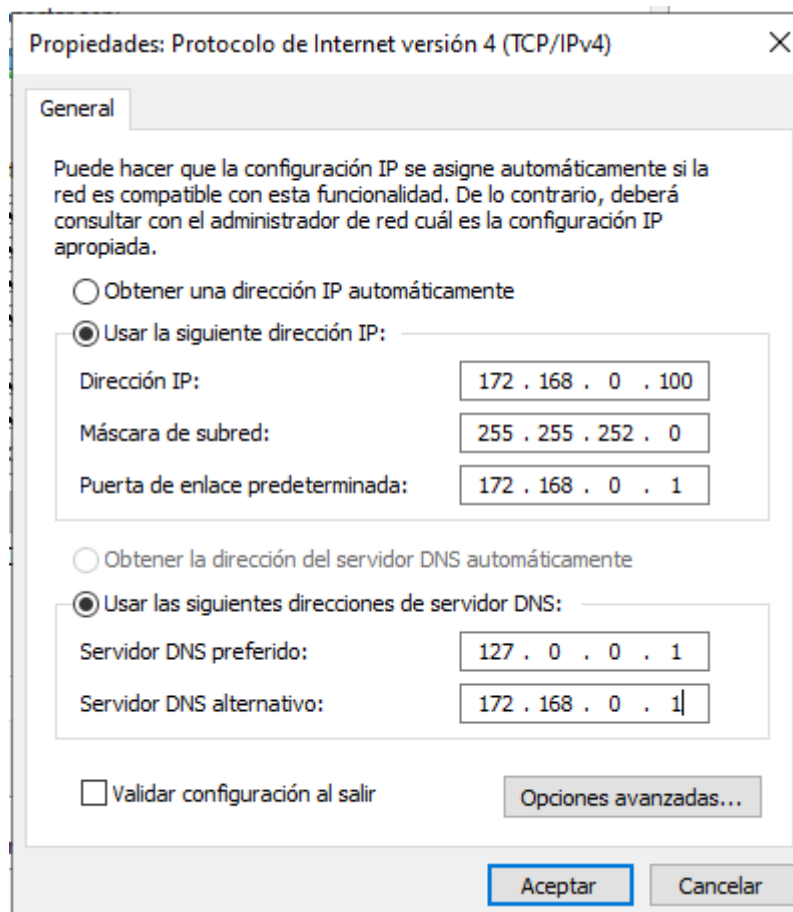 Propiedades: Protocolo de Internet versión 4 (TCP/IPv4)
General
Puede hacer que la configuración IP se asigne automáticamente si la
red es compatible con esta funcionalidad. De lo contrario, deberá
consultar con el administrador de red cuál es la configuración IP
apropiada.
Obtener una dirección IP automáticamente
Usar la siguiente dirección IP:
Dirección IP: 172 . 168 . 0 . 100
Máscara de subred: 255 . 255 . 252 . 0
Puerta de enlace predeterminada: 172 . 168 . 0 . 1
Obtener la dirección del servidor DNS automáticamente
Usar las siguientes direcciones de servidor DNS:
Servidor DNS preferido: 127 . 0 . 0 . 1
Servidor DNS alternativo: 172 . 168 . 0 . 1
Validar configuración al salir
Opciones avanzadas...
Aceptar Cancelar